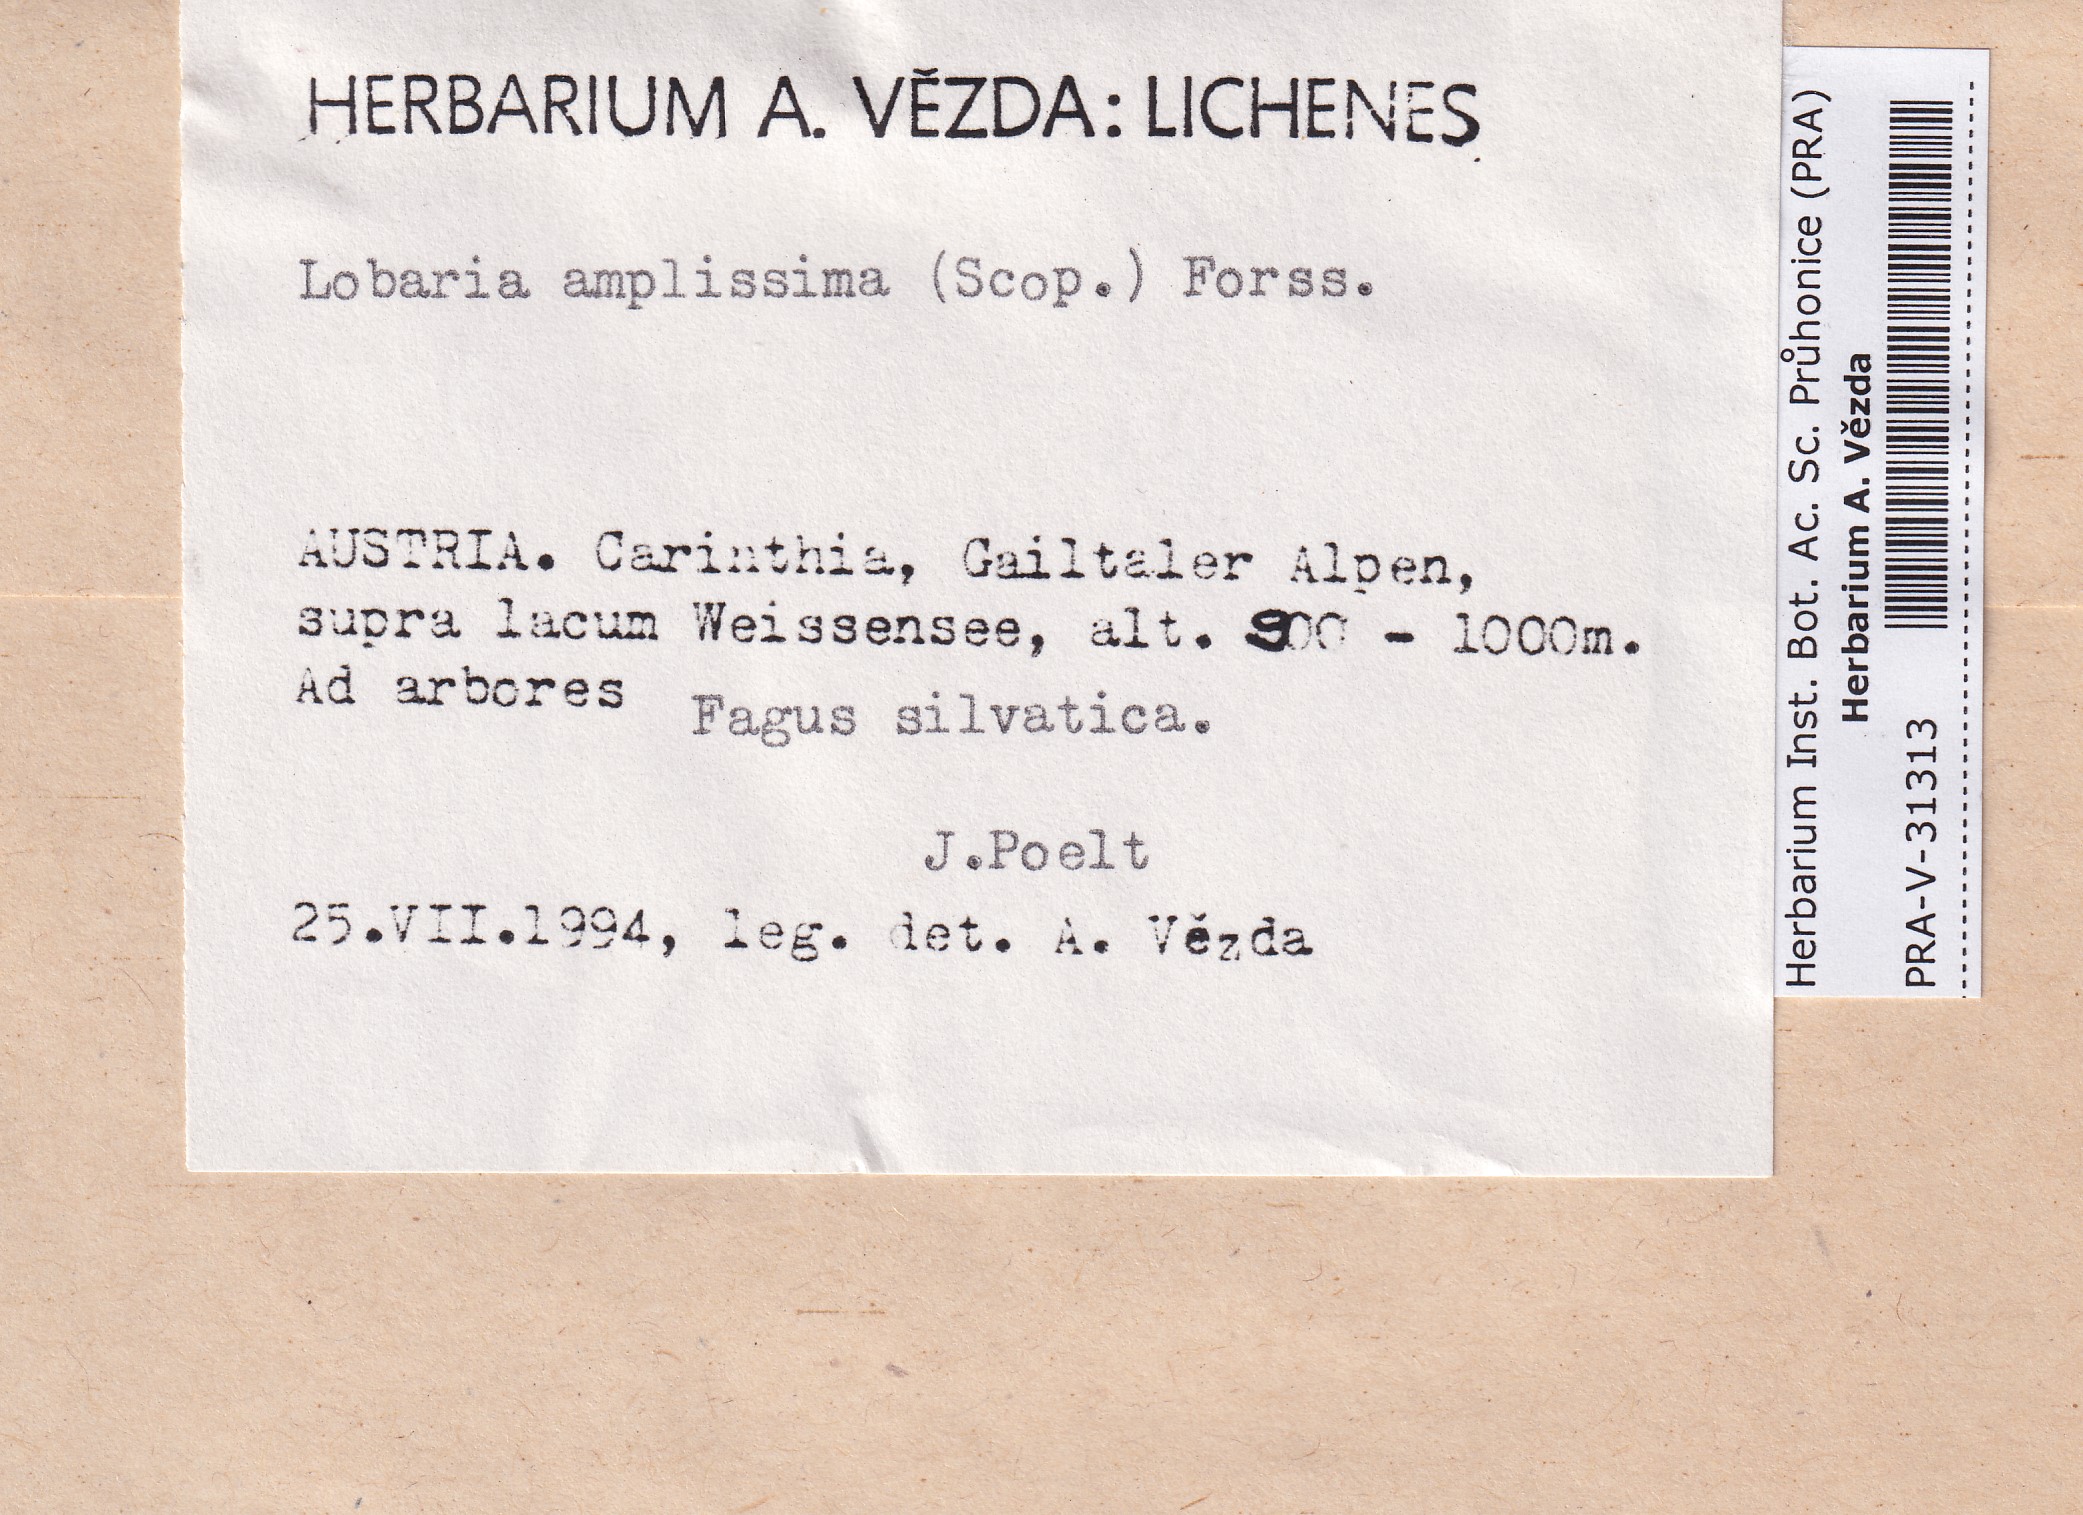 HERBARIUM A. VĚZDA: LICHENES
Lobaria amplissima (Scop.) Forss.
AUSTRIA. Carinthia, Gailtaler Alpen,
supra lacum Weissensee, alt. 900 - 1000m.
Ad arbores Fagus silvatica.
J.Poelt
25.VII.1994, leg. det. A. Vězda
Herbarium Inst. Bot. Ac. Sc. Průhonice (PRA)
Herbarium A. Vězda
PRA-V-31313